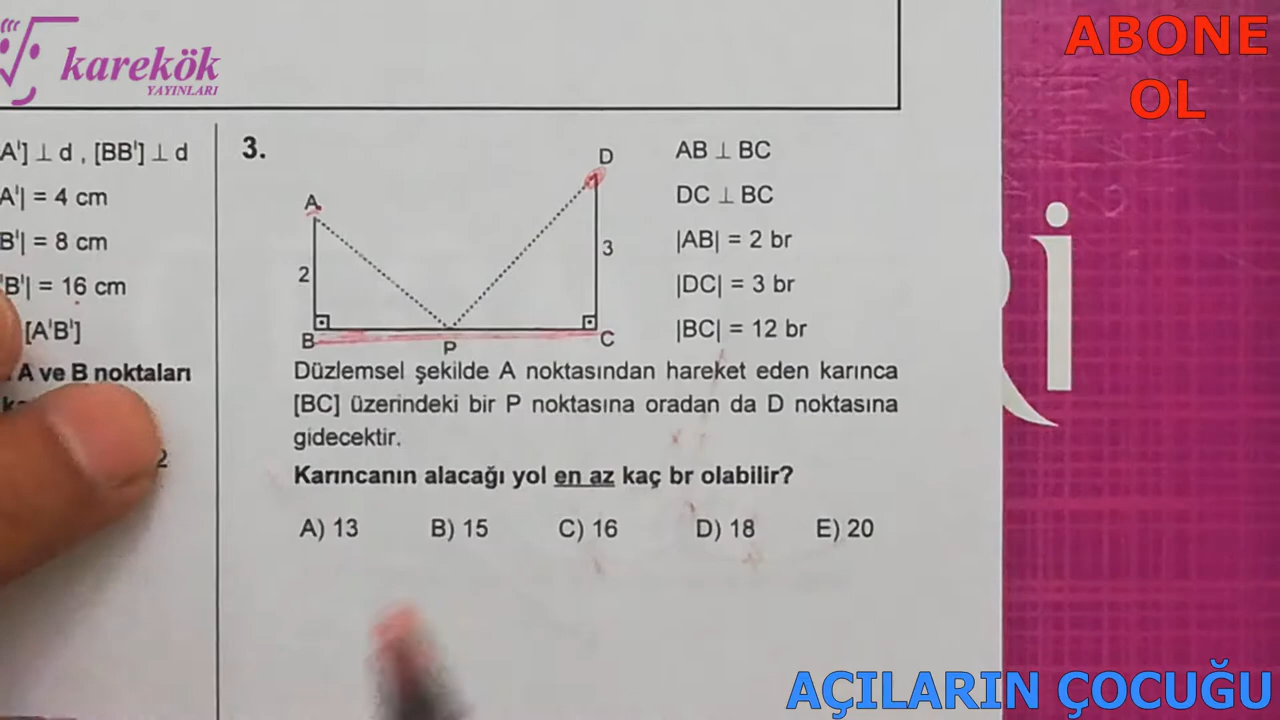 karekök
YAYINLARI
ABONE
OL
A'] ⊥ d , [BB'] ⊥ d
A'| = 4 cm
B'| = 8 cm
B'| = 16 cm
[A'B']
A ve B noktaları
2
3.
A
D
2
3
B
P
C
AB ⊥ BC
DC ⊥ BC
|AB| = 2 br
|DC| = 3 br
|BC| = 12 br
Düzlemsel şekilde A noktasından hareket eden karınca
[BC] üzerindeki bir P noktasına oradan da D noktasına
gidecektir.
Karıncanın alacağı yol en az kaç br olabilir?
A) 13 B) 15 C) 16 D) 18 E) 20
İ
AÇILARIN ÇOCUĞU